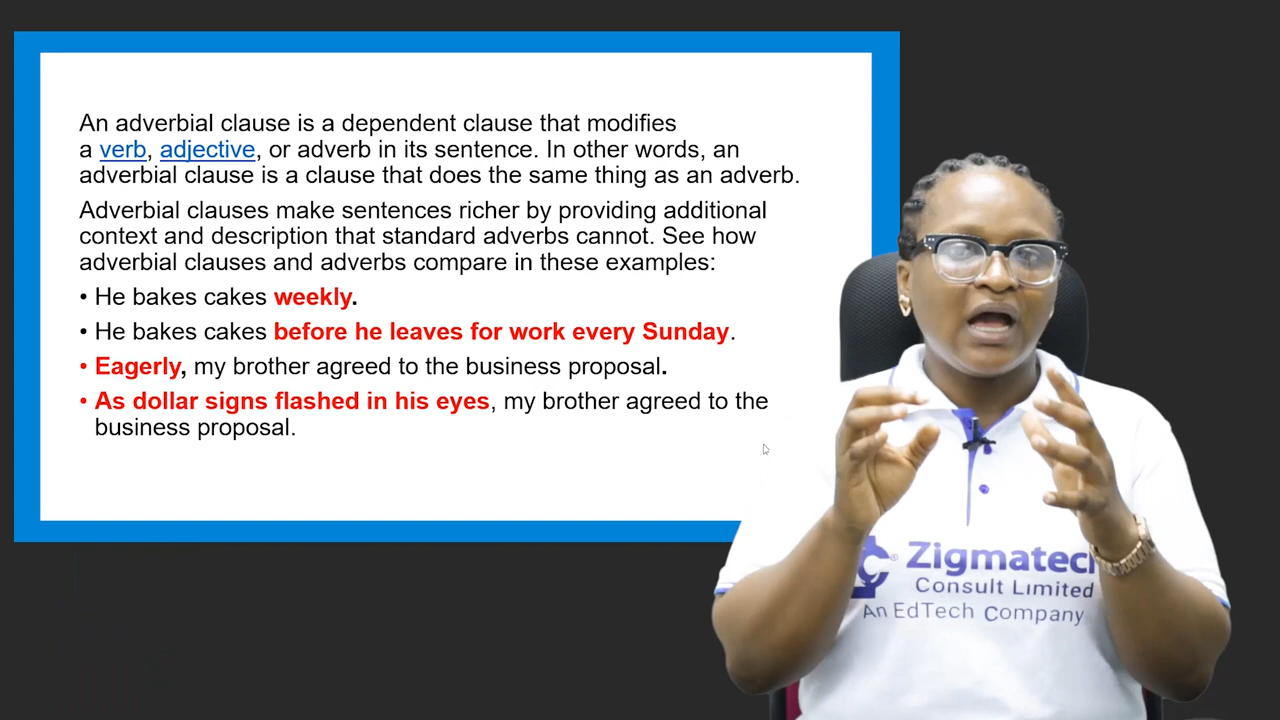 An adverbial clause is a dependent clause that modifies
a verb, adjective, or adverb in its sentence. In other words, an
adverbial clause is a clause that does the same thing as an adverb.
Adverbial clauses make sentences richer by providing additional
context and description that standard adverbs cannot. See how
adverbial clauses and adverbs compare in these examples:
• He bakes cakes weekly.
• He bakes cakes before he leaves for work every Sunday.
• Eagerly, my brother agreed to the business proposal.
• As dollar signs flashed in his eyes, my brother agreed to the
business proposal.
Zigmatech
Consult Limited
An EdTech Company